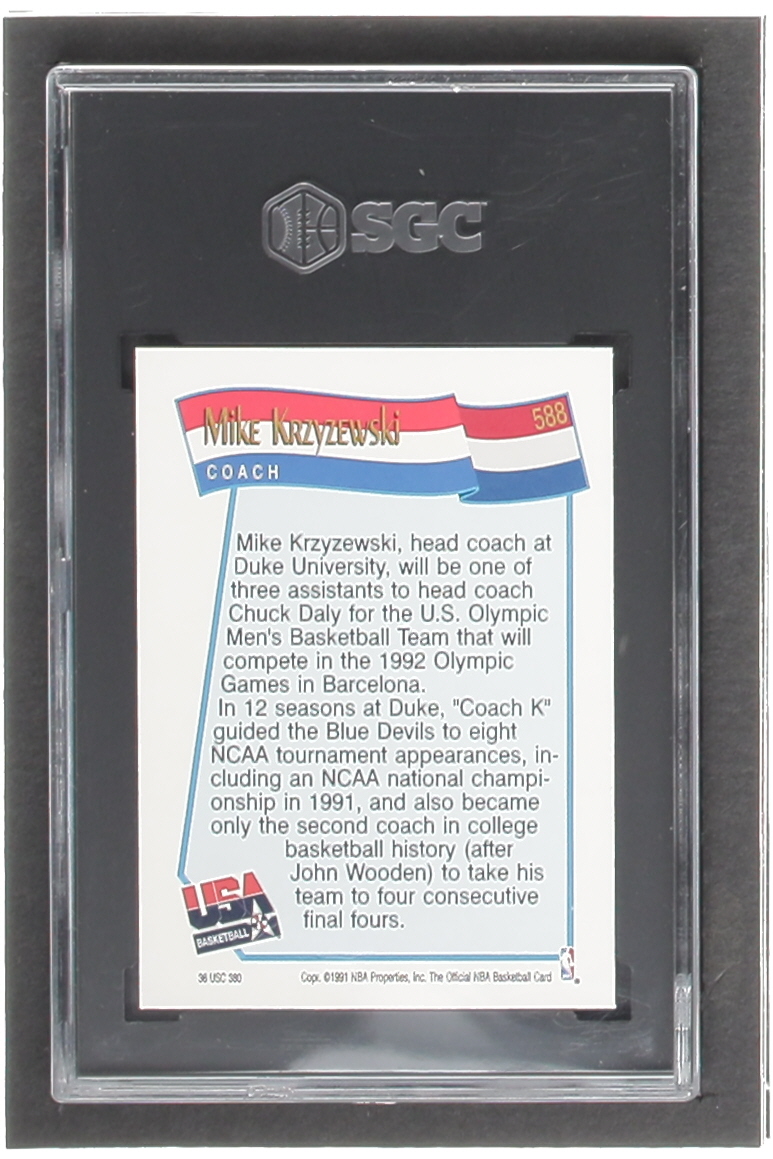 SGC
Mike Krzyzewski
588
COACH
Mike Krzyzewski, head coach at
Duke University, will be one of
three assistants to head coach
Chuck Daly for the U.S. Olympic
Men's Basketball Team that will
compete in the 1992 Olympic
Games in Barcelona.
In 12 seasons at Duke, "Coach K"
guided the Blue Devils to eight
NCAA tournament appearances, in-
cluding an NCAA national champi-
onship in 1991, and also became
only the second coach in college
basketball history (after
John Wooden) to take his
team to four consecutive
final fours.
USA
BASKETBALL
36 USC 380
Copr. ©1991 NBA Properties, Inc. The Official NBA Basketball Card